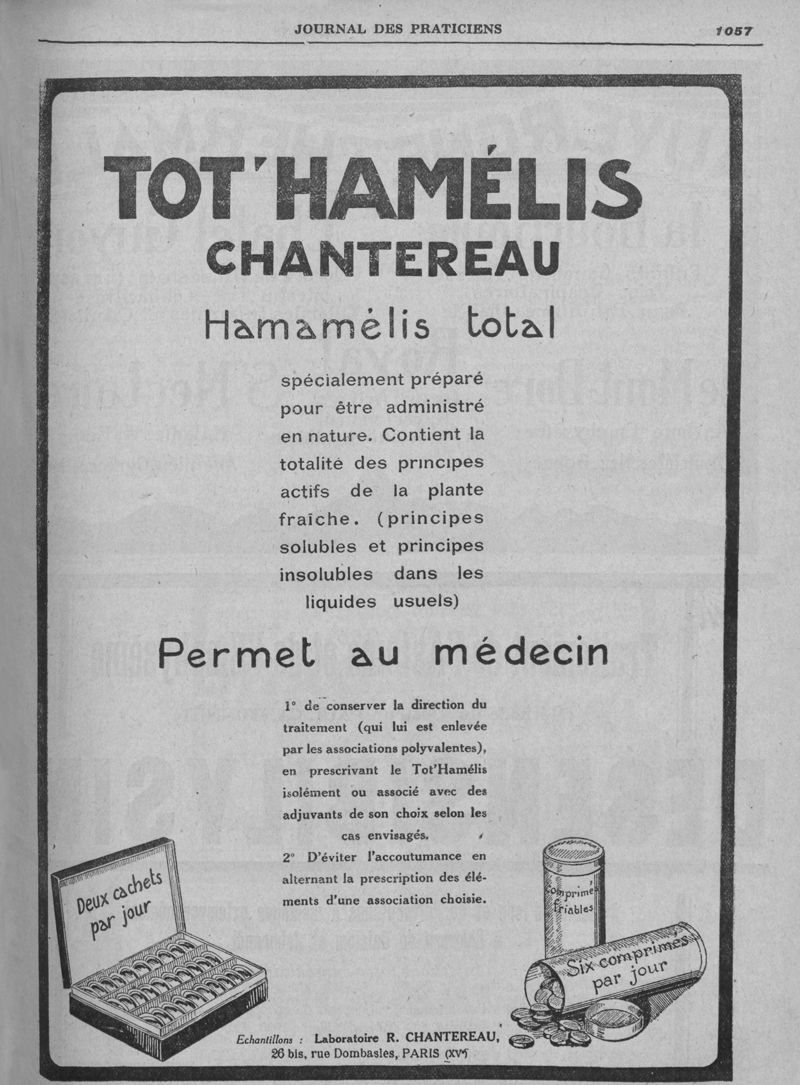 JOURNAL DES PRATICIENS 1057
TOT'HAMÉLIS
CHANTEREAU
Hamamélis total
spécialement préparé
pour être administré
en nature. Contient la
totalité des principes
actifs de la plante
fraîche. (principes
solubles et principes
insolubles dans les
liquides usuels)
Permet au médecin
1° de conserver la direction du
traitement (qui lui est enlevée
par les associations polyvalentes),
en prescrivant le Tot'Hamélis
isolément ou associé avec des
adjuvants de son choix selon les
cas envisagés.
2° D'éviter l'accoutumance en
alternant la prescription des élé-
ments d'une association choisie.
Deux cachets
par jour
Comprimés
friables
Six comprimés
par jour
Echantillons : Laboratoire R. CHANTEREAU,
26 bis, rue Dombasles, PARIS (XVᵉ)